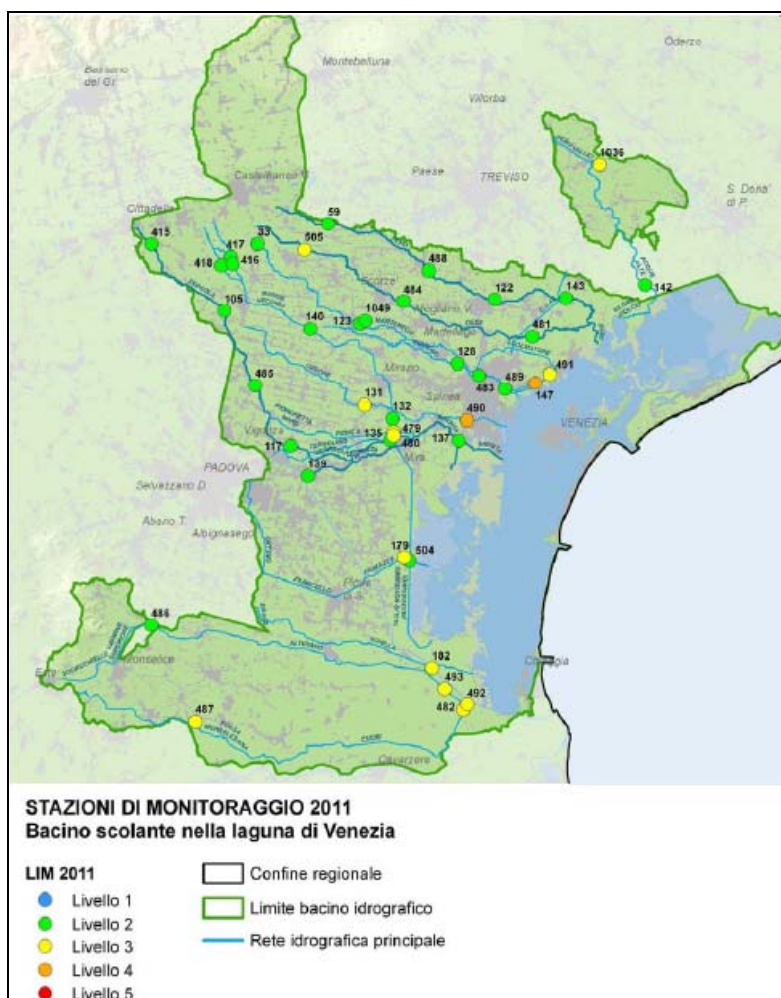 Oderzo
Montebelluna
Bassano
del Gr.
Villorba
1036
Castelfranco V.
Paese
TREVISO
S. Dona'
di P.
Cittadella
59
415
33
505
417
418
416
488
105
Scorze'
484
122
143
142
140
123
1049
Mogliano V.
481
Mirano
128
485
131
Spinea
483
489
491
147
132
490
VENEZIA
Vigonza
117
135
479
480
137
Mira
139
PADOVA
Selvazzano D.
Abano T.
Albignasego
179
504
Piove
486
Monselice
182
493
492
482
487
Cavarzere
STAZIONI DI MONITORAGGIO 2011
Bacino scolante nella laguna di Venezia
LIM 2011
Livello 1
Livello 2
Livello 3
Livello 4
Livello 5
Confine regionale
Limite bacino idrografico
Rete idrografica principale